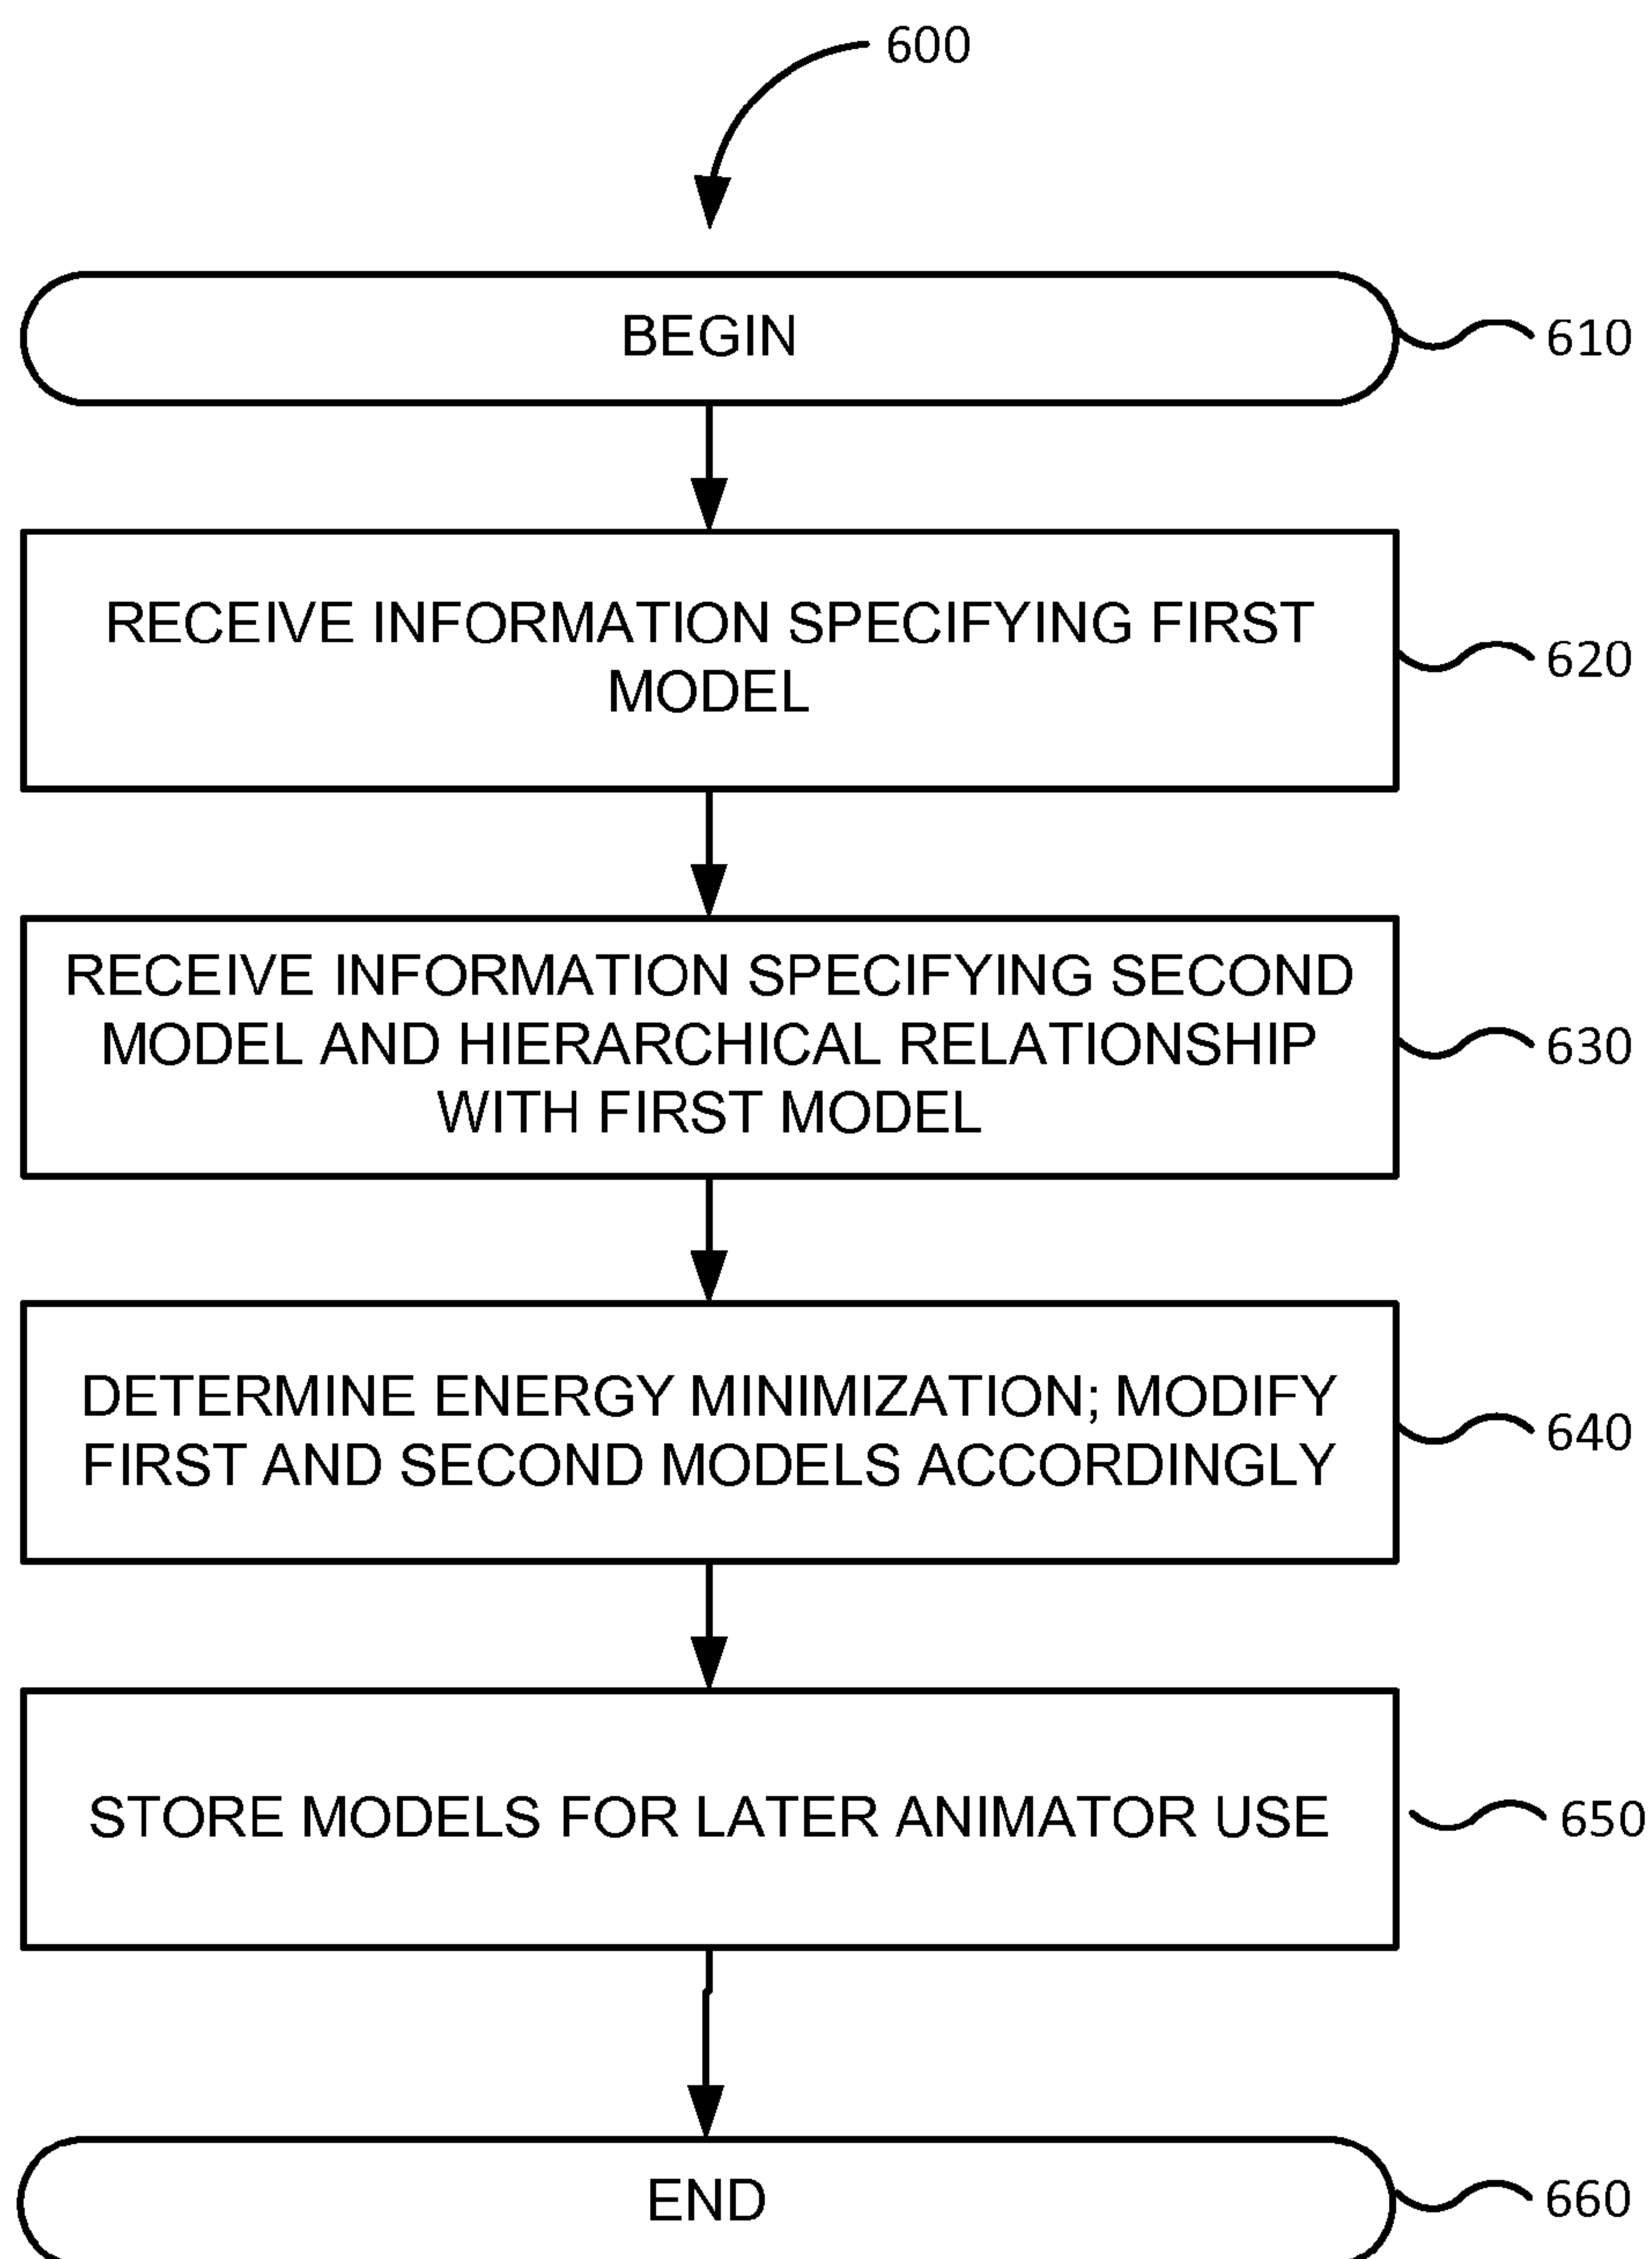 600
BEGIN
610
RECEIVE INFORMATION SPECIFYING FIRST
MODEL
620
RECEIVE INFORMATION SPECIFYING SECOND
MODEL AND HIERARCHICAL RELATIONSHIP
WITH FIRST MODEL
630
DETERMINE ENERGY MINIMIZATION; MODIFY
FIRST AND SECOND MODELS ACCORDINGLY
640
STORE MODELS FOR LATER ANIMATOR USE
650
END
660